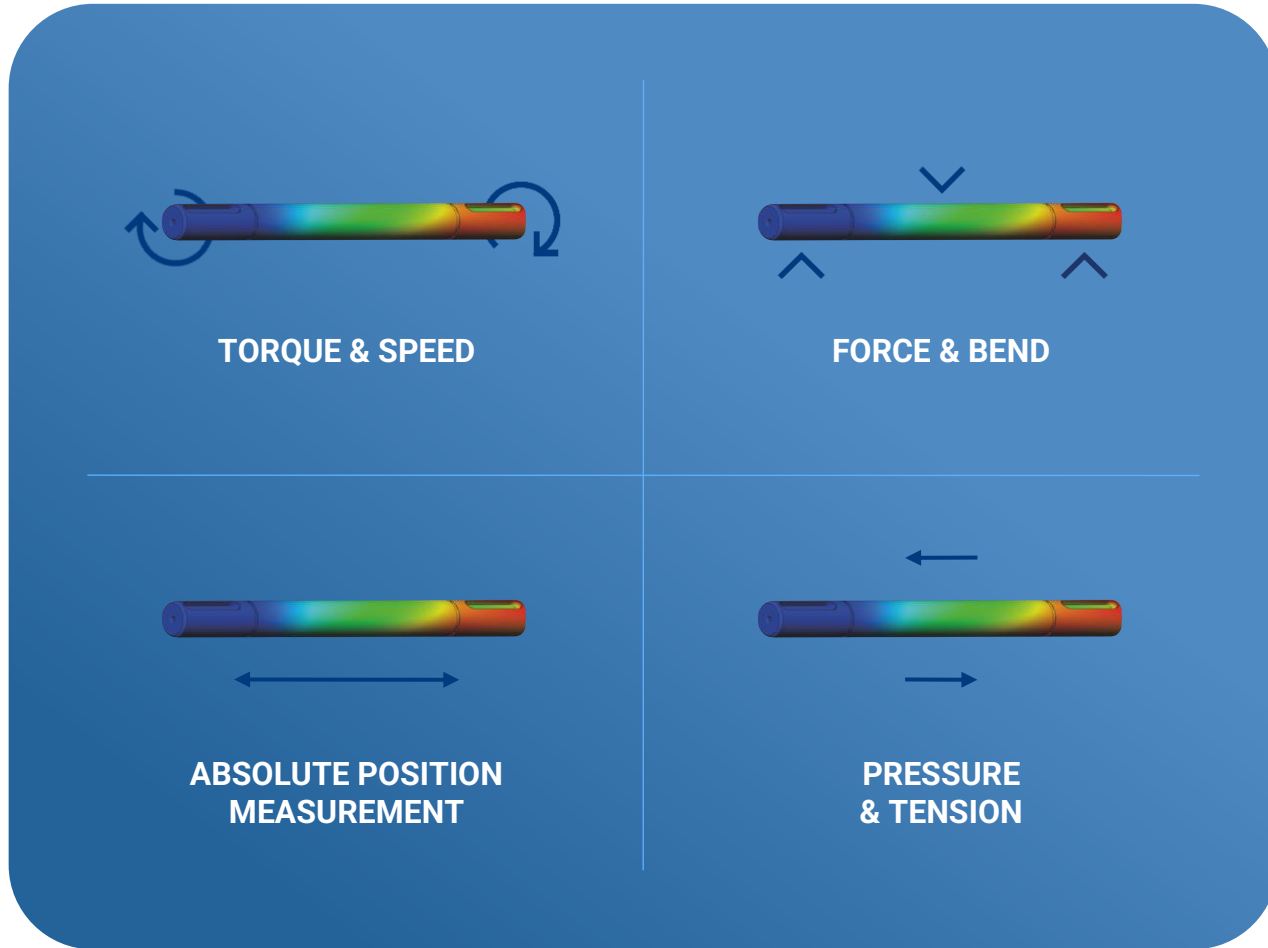 TORQUE & SPEED
FORCE & BEND
ABSOLUTE POSITION
MEASUREMENT
PRESSURE
& TENSION